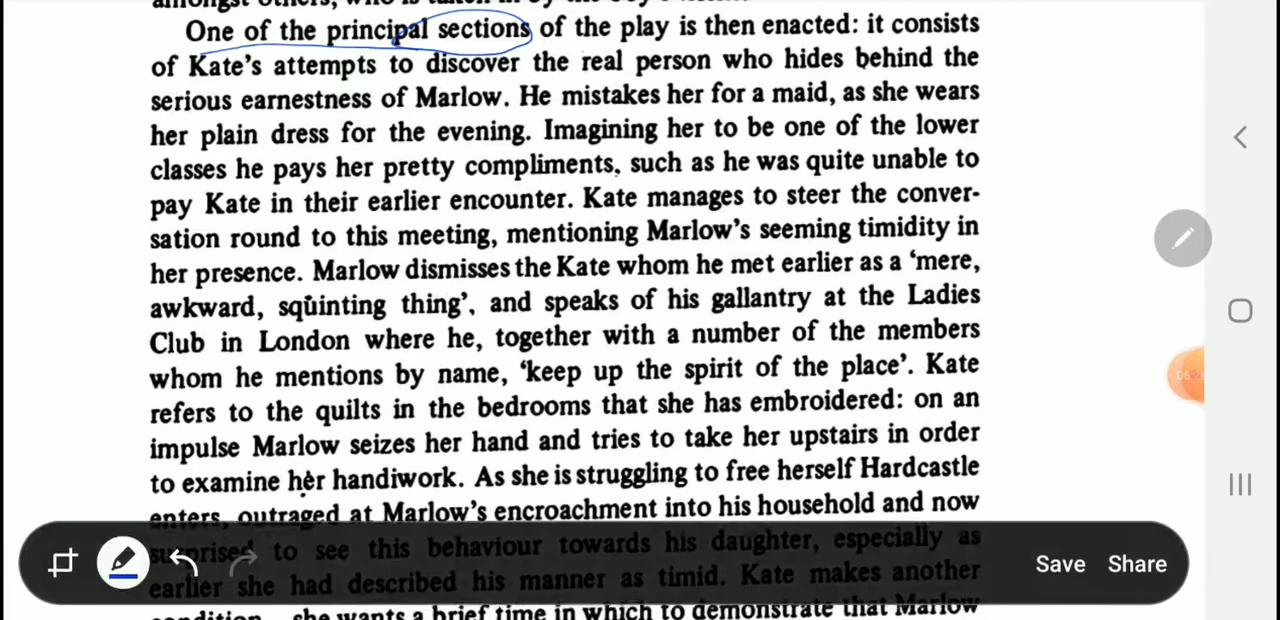 One of the principal sections of the play is then enacted: it consists
of Kate's attempts to discover the real person who hides behind the
serious earnestness of Marlow. He mistakes her for a maid, as she wears
her plain dress for the evening. Imagining her to be one of the lower
classes he pays her pretty compliments, such as he was quite unable to
pay Kate in their earlier encounter. Kate manages to steer the conver-
sation round to this meeting, mentioning Marlow's seeming timidity in
her presence. Marlow dismisses the Kate whom he met earlier as a 'mere,
awkward, squinting thing', and speaks of his gallantry at the Ladies
Club in London where he, together with a number of the members
whom he mentions by name, 'keep up the spirit of the place'. Kate
refers to the quilts in the bedrooms that she has embroidered: on an
impulse Marlow seizes her hand and tries to take her upstairs in order
to examine her handiwork. As she is struggling to free herself Hardcastle
enters, outraged at Marlow's encroachment into his household and now
surprised to see this behaviour towards his daughter, especially as
earlier she had described his manner as timid. Kate makes another
she wants a brief time in which to demonstrate that Marlow
Save Share